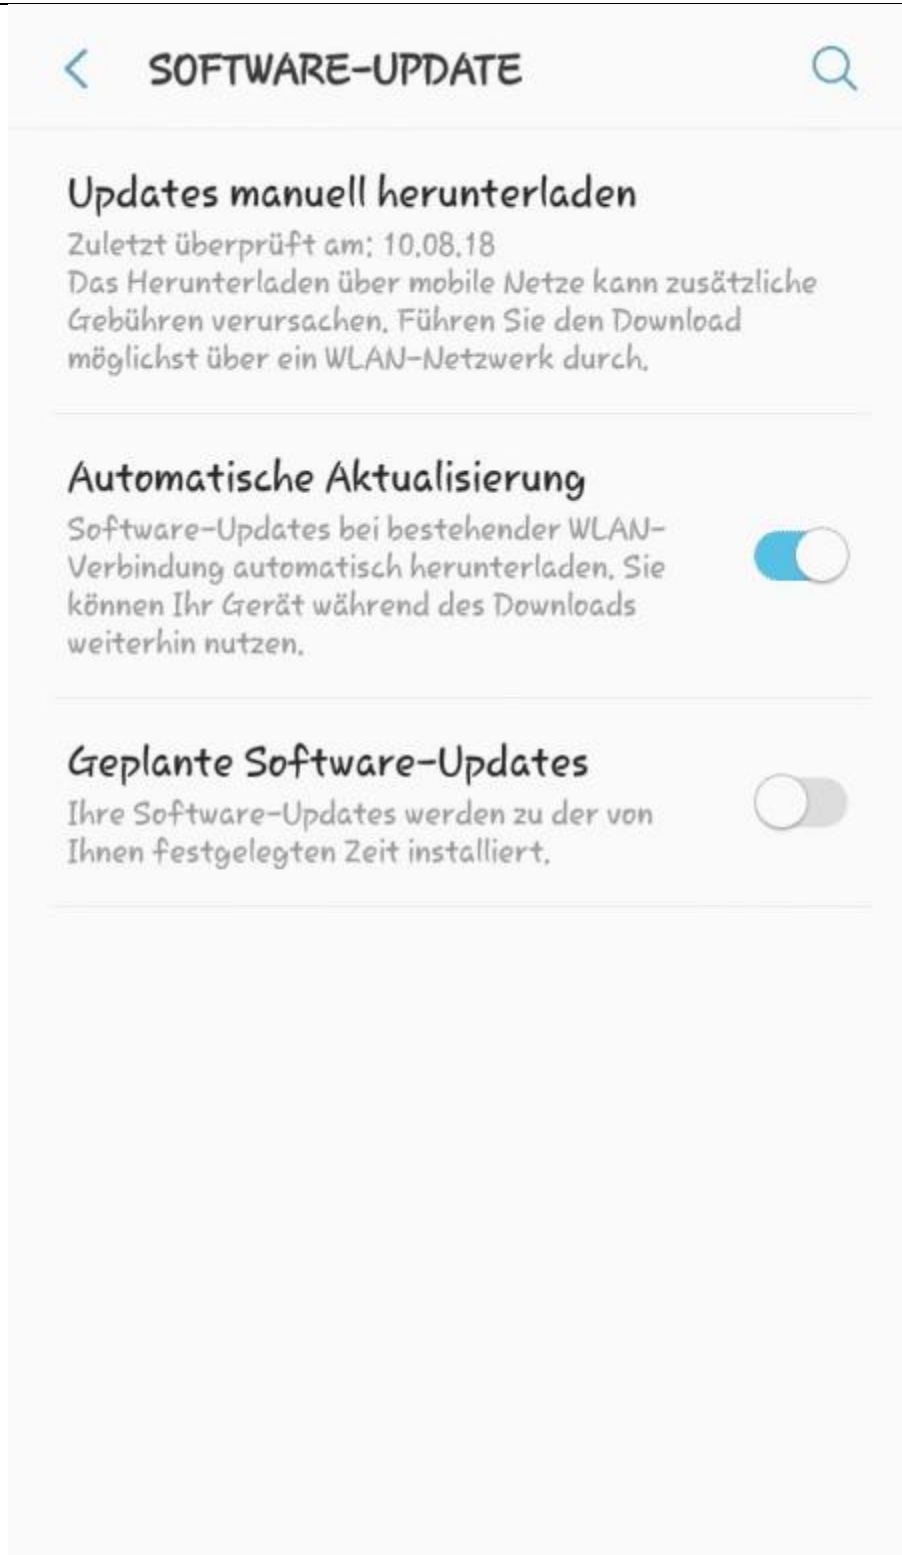 SOFTWARE-UPDATE
Updates manuell herunterladen
Zuletzt überprüft am: 10.08.18
Das Herunterladen über mobile Netze kann zusätzliche
Gebühren verursachen. Führen Sie den Download
möglichst über ein WLAN-Netzwerk durch.
Automatische Aktualisierung
Software-Updates bei bestehender WLAN-
Verbindung automatisch herunterladen. Sie
können Ihr Gerät während des Downloads
weiterhin nutzen.
Geplante Software-Updates
Ihre Software-Updates werden zu der von
Ihnen festgelegten Zeit installiert.